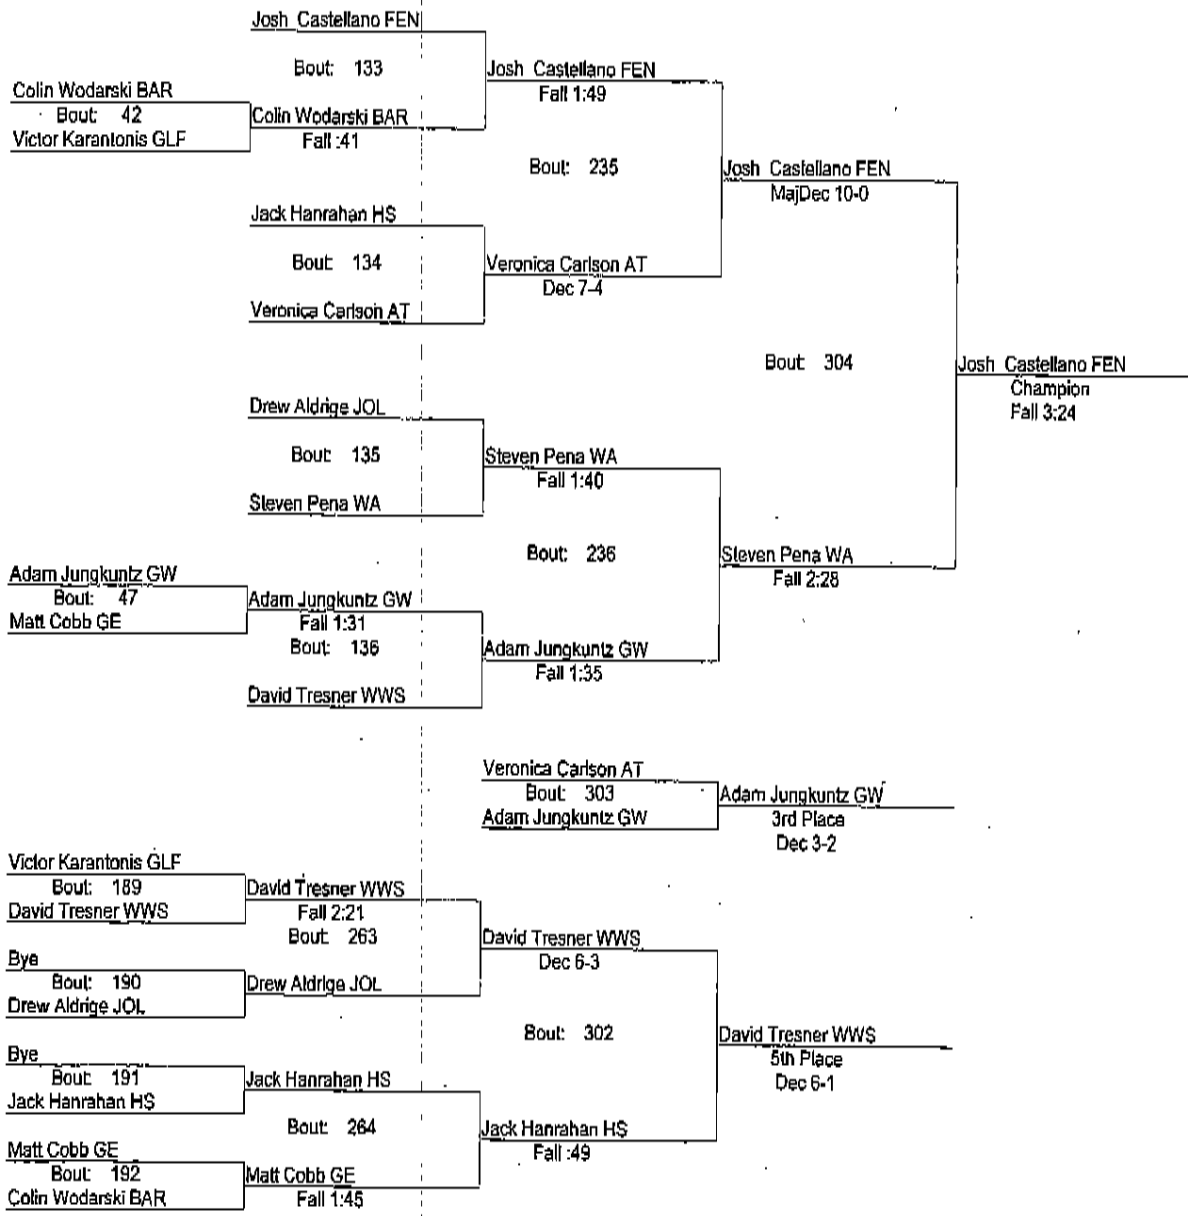 Josh Castellano FEN
Bout: 133
Josh Castellano FEN
Fall 1:49
Colin Wodarski BAR
Bout: 42
Victor Karantonis GLF
Colin Wodarski BAR
Fall :41
Bout: 235
Josh Castellano FEN
MajDec 10-0
Jack Hanrahan HS
Bout: 134
Veronica Carlson AT
Dec 7-4
Veronica Carlson AT
Bout: 304
Josh Castellano FEN
Champion
Fall 3:24
Drew Aldrige JOL
Bout: 135
Steven Pena WA
Fall 1:40
Steven Pena WA
Bout: 236
Steven Pena WA
Fall 2:28
Adam Jungkuntz GW
Bout: 47
Matt Cobb GE
Adam Jungkuntz GW
Fall 1:31
Bout: 136
Adam Jungkuntz GW
Fall 1:35
David Tresner WWS
Veronica Carlson AT
Bout: 303
Adam Jungkuntz GW
Adam Jungkuntz GW
3rd Place
Dec 3-2
Victor Karantonis GLF
Bout: 189
David Tresner WWS
David Tresner WWS
Fall 2:21
Bout: 263
David Tresner WWS
Dec 6-3
Bye
Bout: 190
Drew Aldrige JOL
Drew Aldrige JOL
Bout: 302
David Tresner WWS
5th Place
Dec 6-1
Bye
Bout: 191
Jack Hanrahan HS
Jack Hanrahan HS
Bout: 264
Jack Hanrahan HS
Fall :49
Matt Cobb GE
Bout: 192
Colin Wodarski BAR
Matt Cobb GE
Fall 1:45